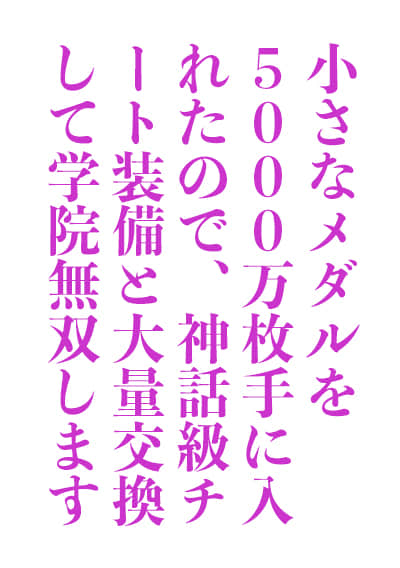 小さなメダルを
５０００万枚手に入
れたので、神話級チ
ート装備と大量交換
して学院無双します